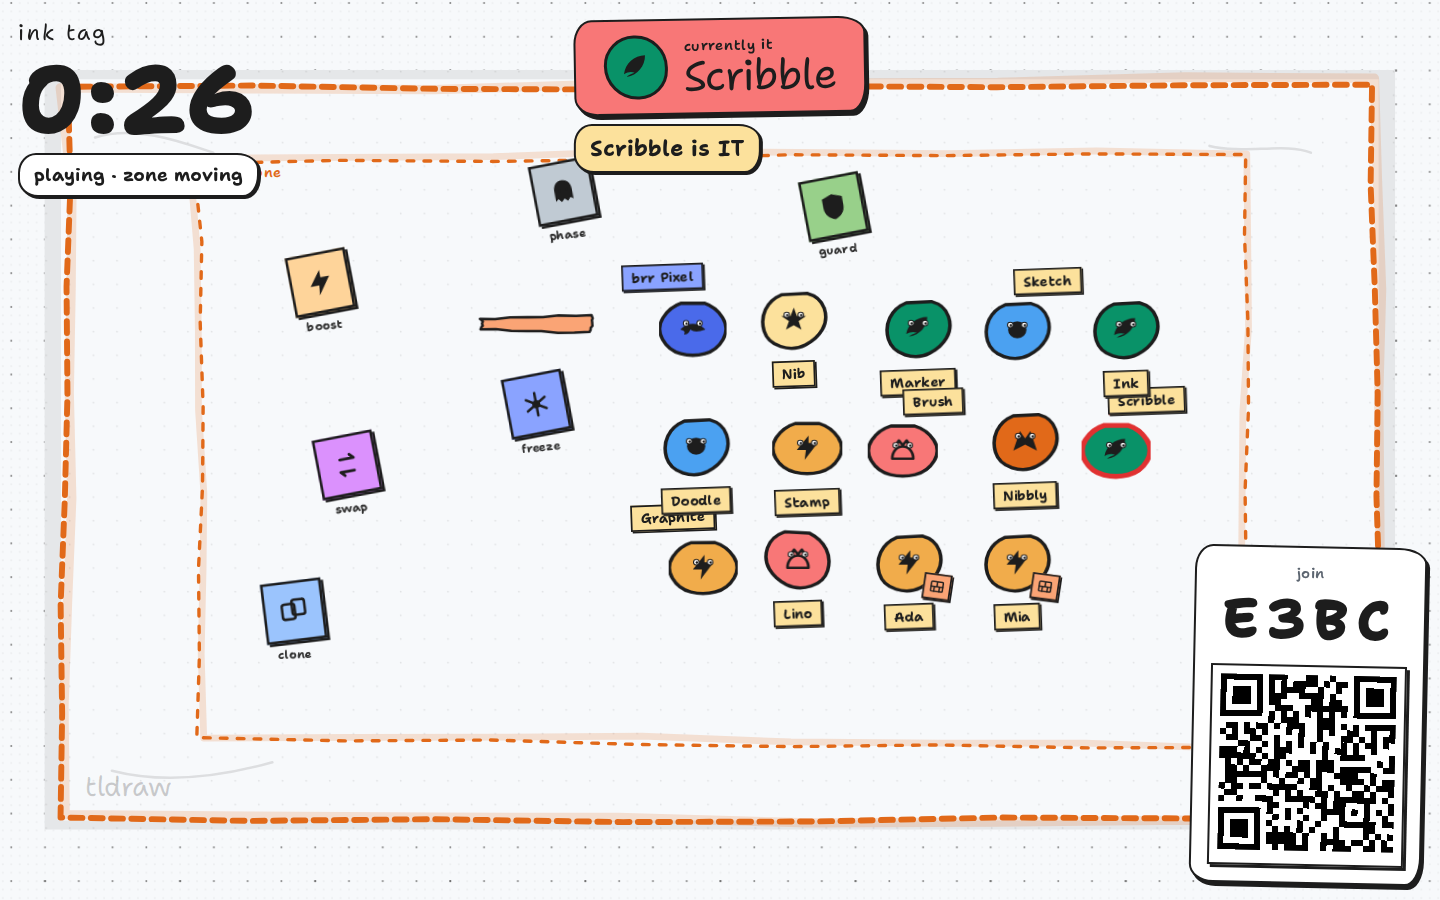 ink tag
0:26
playing · zone moving
ne
currently it
Scribble
Scribble is IT
phase
guard
boost
brr Pixel
Sketch
Nib
Marker
Brush
Ink
Scribble
freeze
swap
Doodle
Graphite
Stamp
Nibbly
clone
Lino
Ada
Mia
join
E3BC
tldraw